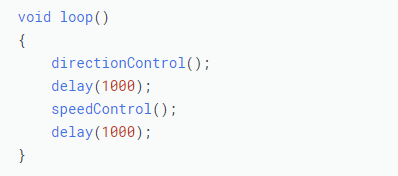 void loop()
{
    directionControl();
    delay(1000);
    speedControl();
    delay(1000);
}